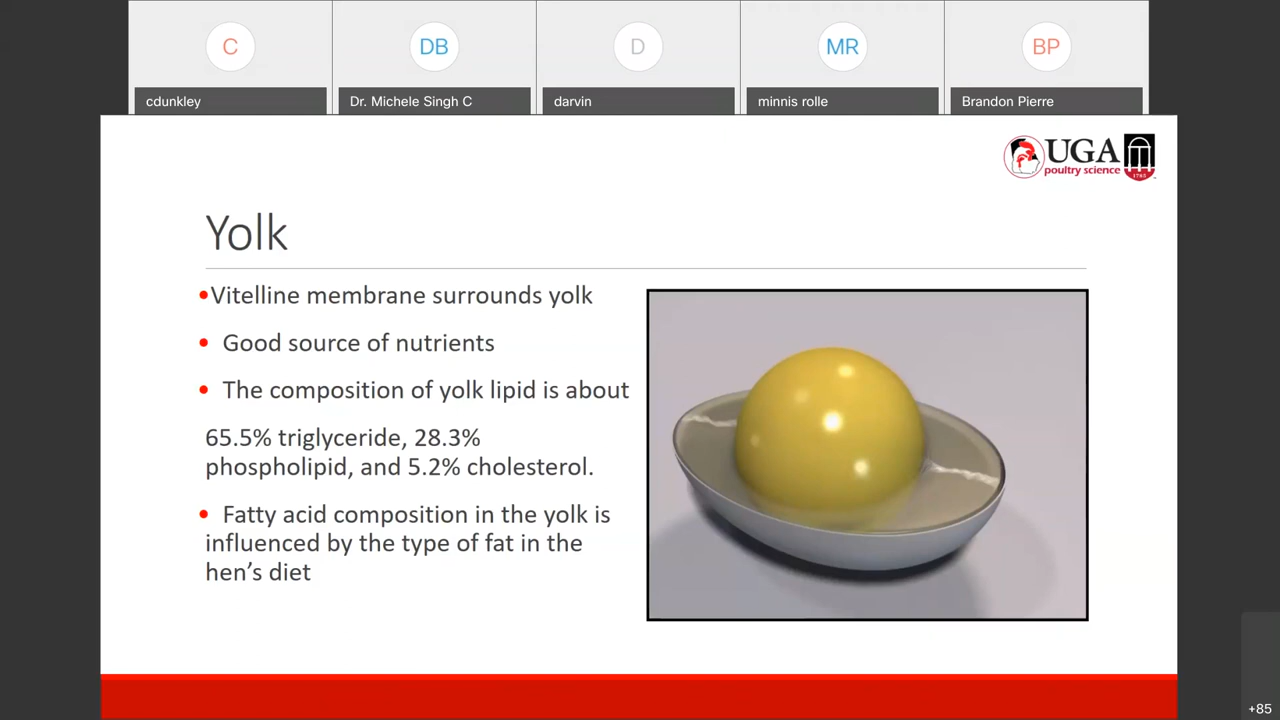 C
DB
D
MR
BP
cdunkley
Dr. Michele Singh C
darvin
minnis rolle
Brandon Pierre
UGA
poultry science
1785
Yolk
•Vitelline membrane surrounds yolk
• Good source of nutrients
• The composition of yolk lipid is about
65.5% triglyceride, 28.3%
phospholipid, and 5.2% cholesterol.
• Fatty acid composition in the yolk is
influenced by the type of fat in the
hen’s diet
+85